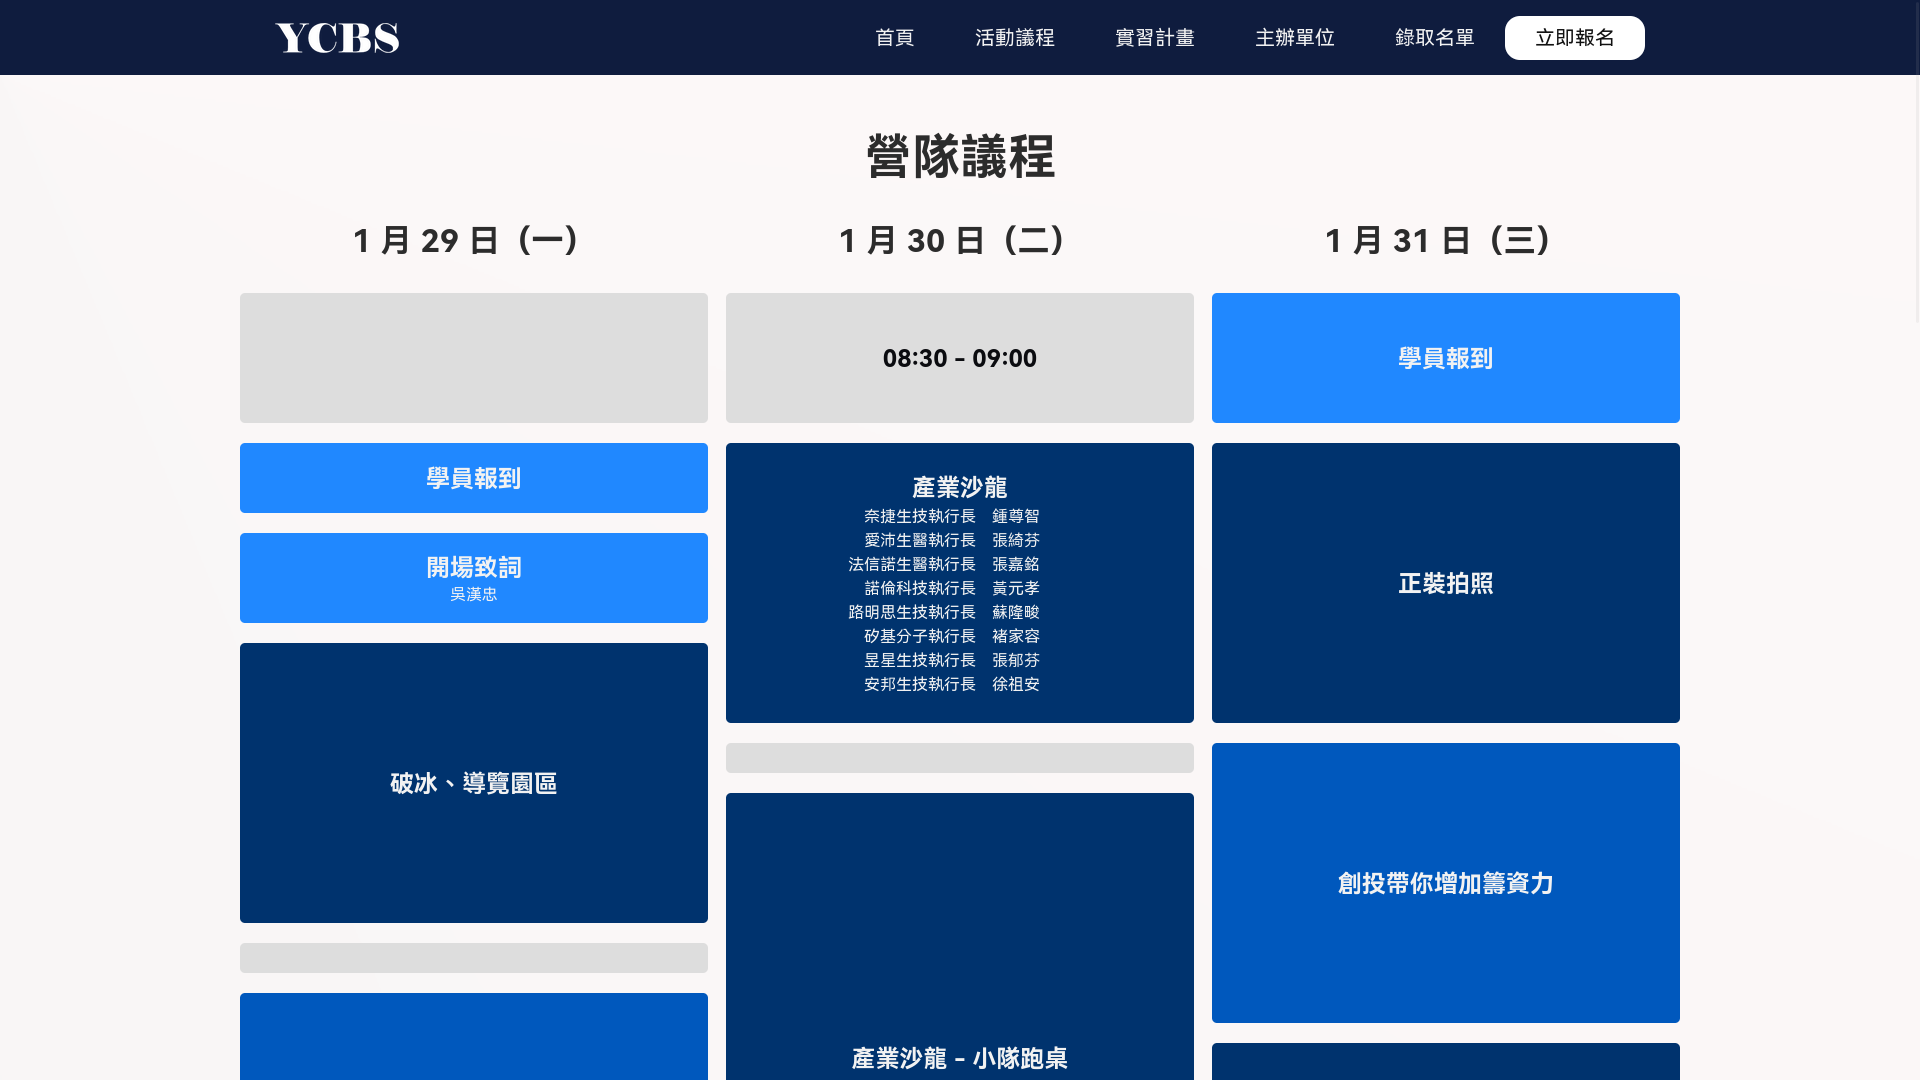 YCBS
首頁
活動議程
實習計畫
主辦單位
錄取名單
立即報名
營隊議程
1 月 29 日（一）
學員報到
開場致詞
吳漢忠
破冰、導覽園區
1 月 30 日（二）
08:30 - 09:00
產業沙龍
奈捷生技執行長　鍾尊智
愛沛生醫執行長　張綺芬
法信諾生醫執行長　張嘉銘
諾倫科技執行長　黃元孝
路明思生技執行長　蘇隆畯
矽基分子執行長　褚家容
昱星生技執行長　張郁芬
安邦生技執行長　徐祖安
產業沙龍 - 小隊跑桌
1 月 31 日（三）
學員報到
正裝拍照
創投帶你增加籌資力